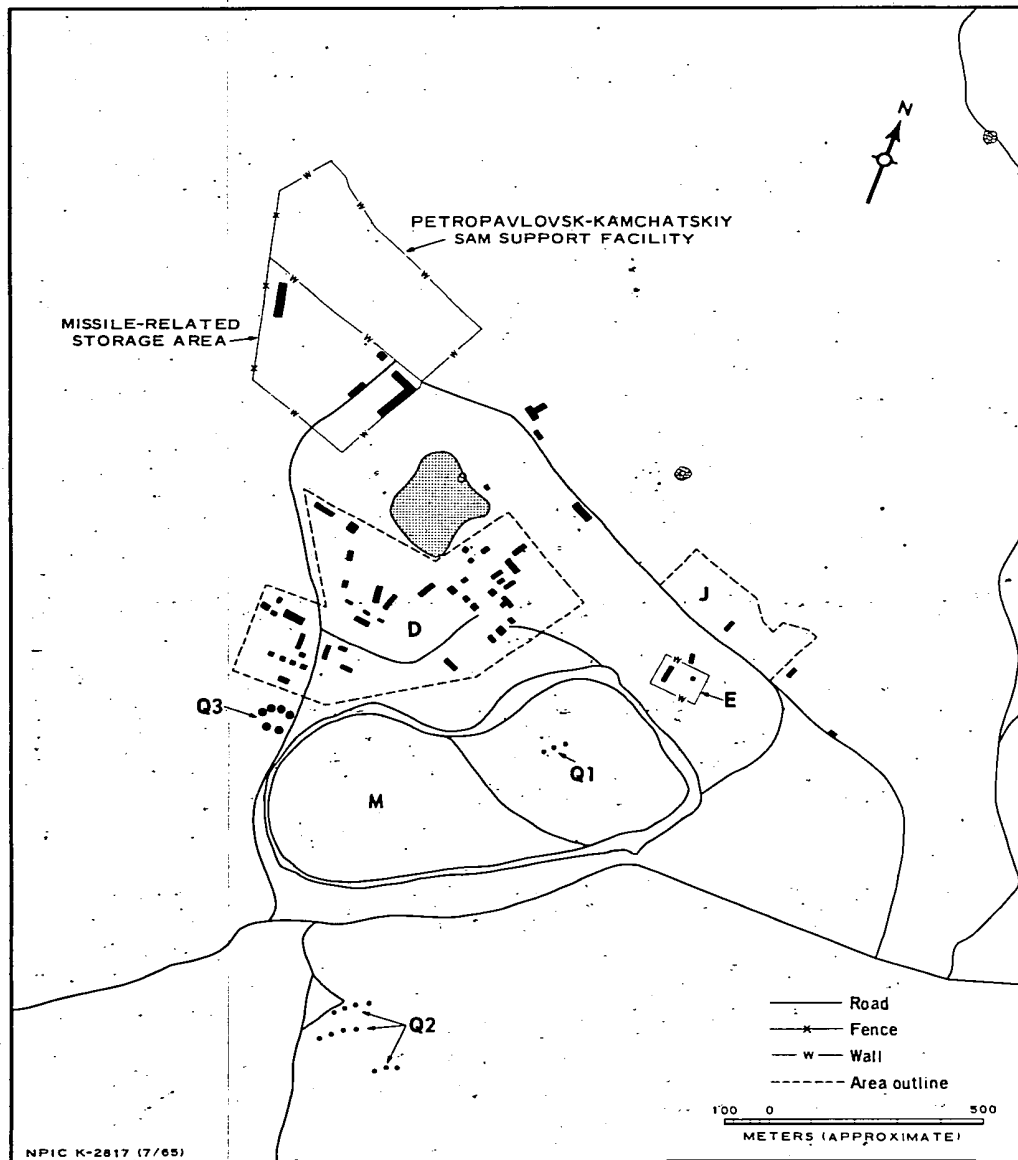 N
PETROPAVLOVSK-KAMCHATSKIY
SAM SUPPORT FACILITY
MISSILE-RELATED
STORAGE AREA
W
W
X
W
W
X
W
W
X
W
W
J
D
W
E
W
Q3
Q1
M
Q2
Road
x Fence
W Wall
Area outline
100 0 500
METERS (APPROXIMATE)
NPIC K-2817 (7/65)